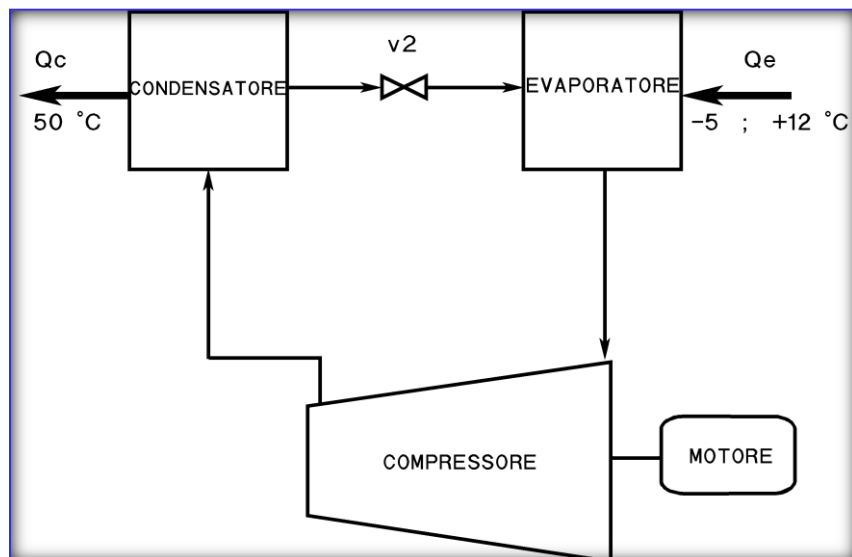 v2
Qc
Qe
CONDENSATORE
EVAPORATORE
50 °C
-5 ; +12 °C
COMPRESSORE
MOTORE